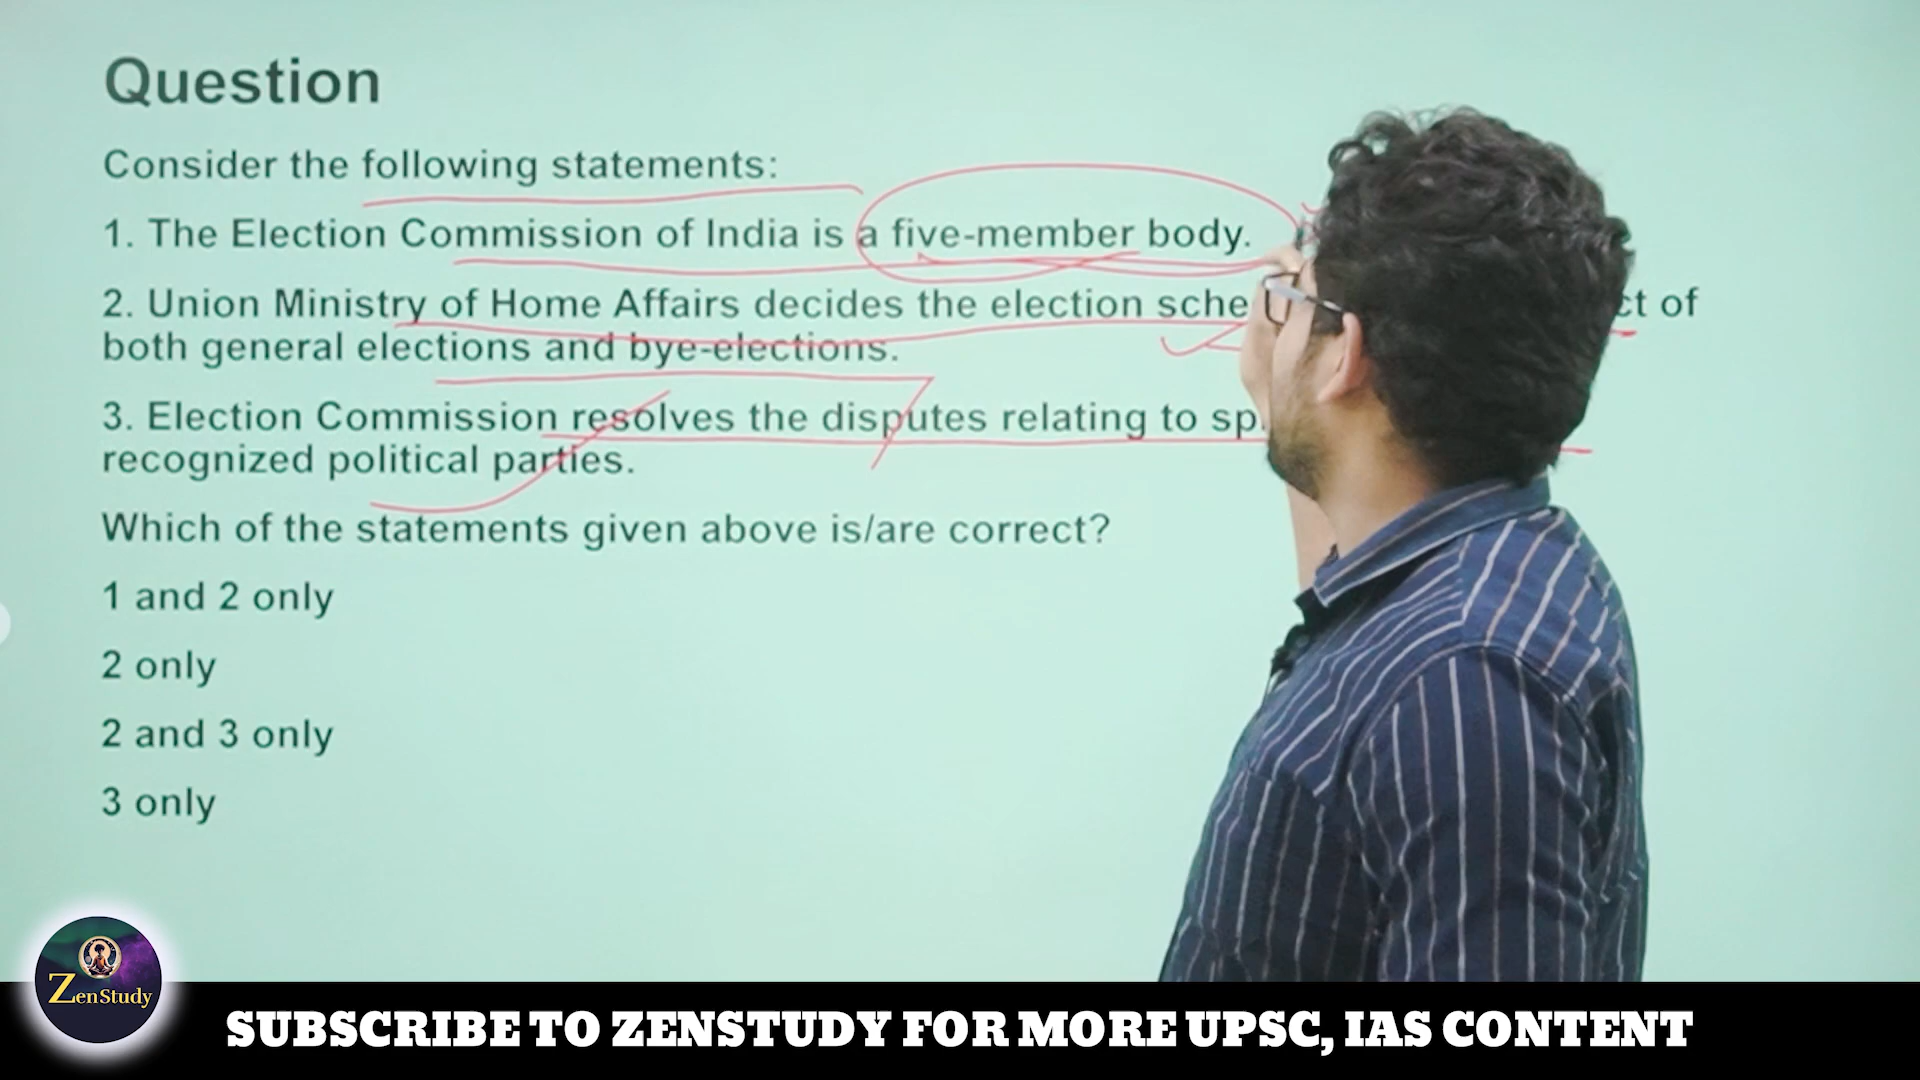 Question
Consider the following statements:
1. The Election Commission of India is a five-member body.
2. Union Ministry of Home Affairs decides the election of
both general elections and bye-elections.
3. Election Commission resolves the disputes relating to
recognized political parties.
Which of the statements given above is/are correct?
1 and 2 only
2 only
2 and 3 only
3 only
ZenStudy
SUBSCRIBE TO ZENSTUDY FOR MORE UPSC, IAS CONTENT